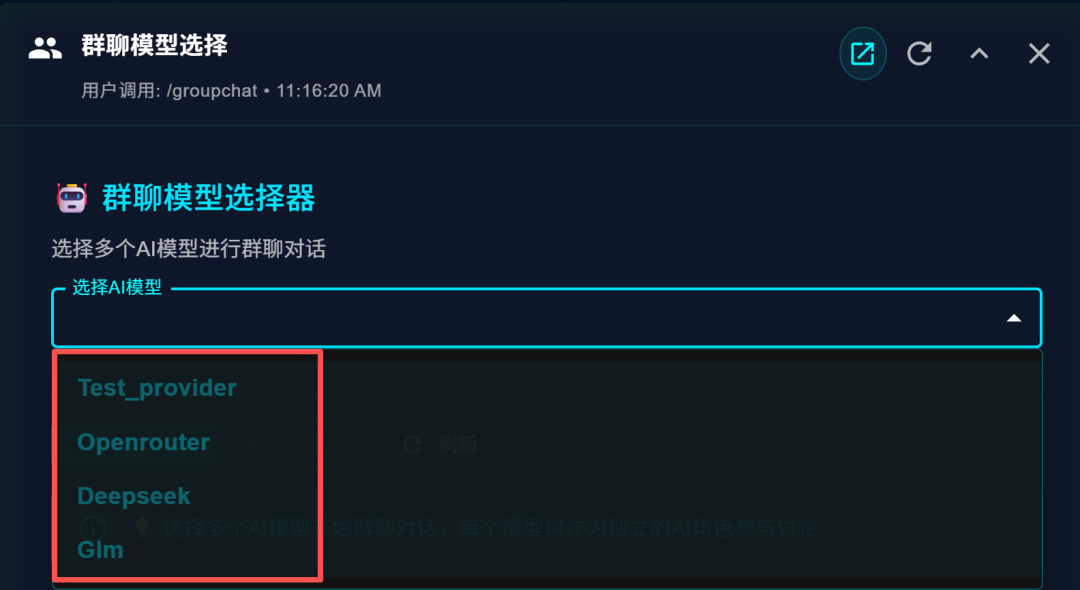 群聊模型选择
用户调用: /groupchat • 11:16:20 AM
群聊模型选择器
选择多个AI模型进行群聊对话
选择AI模型
Test_provider
Openrouter
刷新
Deepseek
选择多个AI模型开始群聊对话，每个模型将作为独立的AI角色参与讨论
Glm